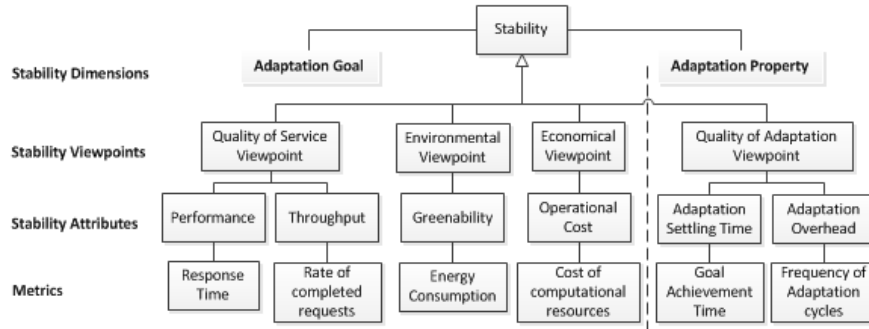 Stability
Adaptation Goal
Adaptation Property
Stability Dimensions
Stability Viewpoints
Quality of Service
Viewpoint
Environmental
Viewpoint
Economical
Viewpoint
Quality of Adaptation
Viewpoint
Stability Attributes
Performance
Throughput
Greenability
Operational
Cost
Adaptation
Settling Time
Adaptation
Overhead
Metrics
Response
Time
Rate of
completed
requests
Energy
Consumption
Cost of
computational
resources
Goal
Achievement
Time
Frequency of
Adaptation
cycles